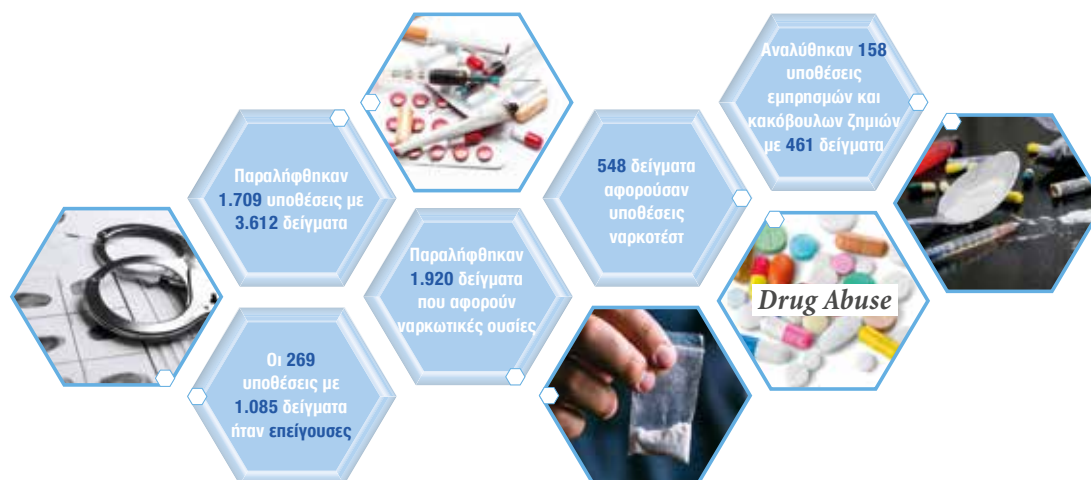 Παραλήφθηκαν
1.709 υποθέσεις με
3.612 δείγματα
Οι 269
υποθέσεις με
1.085 δείγματα
ήταν επείγουσες
Παραλήφθηκαν
1.920 δείγματα
που αφορούν
ναρκωτικές ουσίες
548 δείγματα
αφορούσαν
υποθέσεις
ναρκοτέστ
Αναλύθηκαν 158
υποθέσεις
εμπρησμών και
κακόβουλων ζημιών
με 461 δείγματα
Drug Abuse